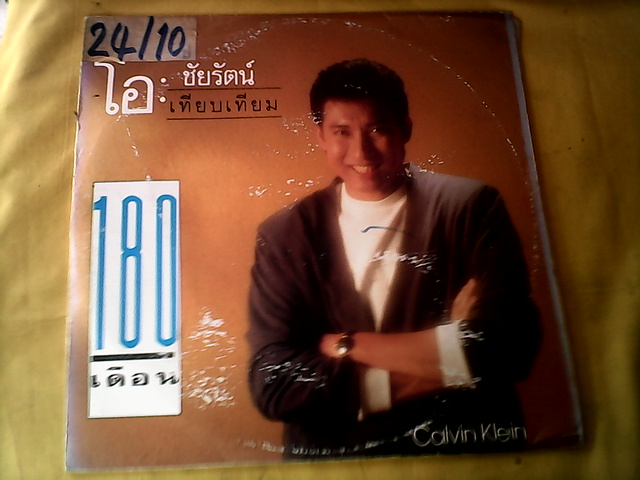 24/10
โอ:
ชัยรัตน์
เทียบเทียม
180
เดือน
Calvin Klein